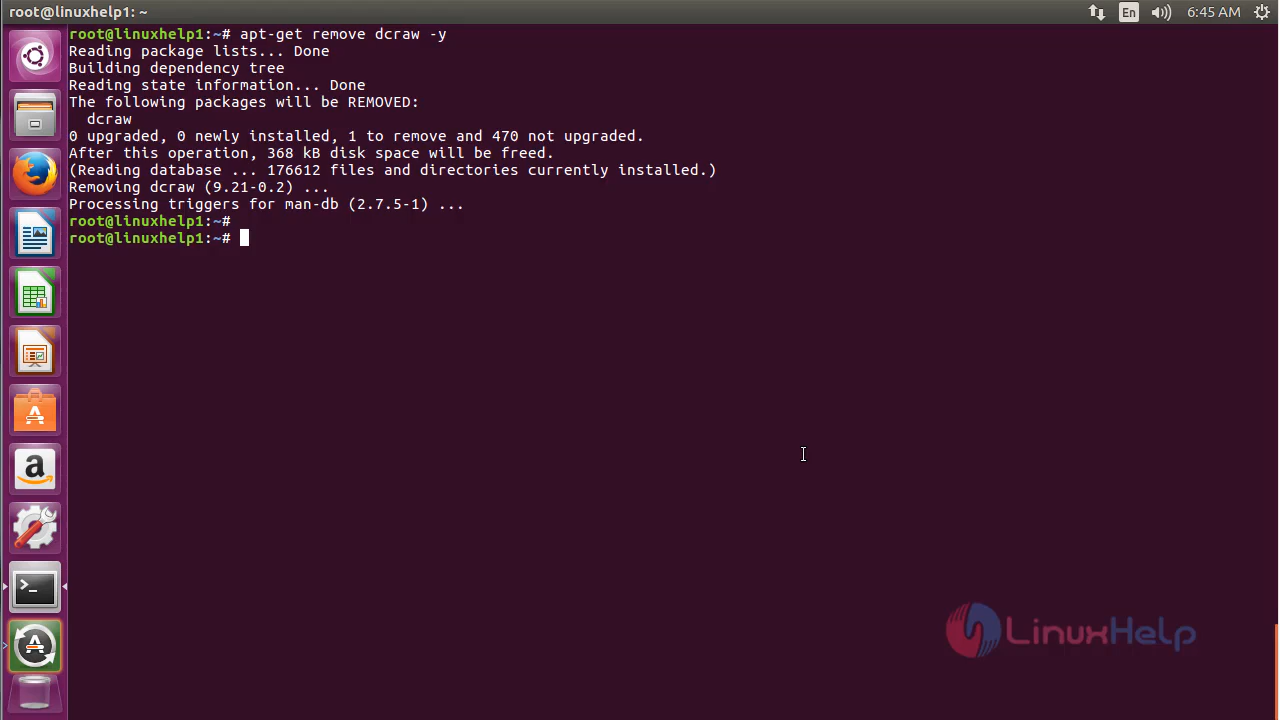 root@linuxhelp1: ~
En
6:45 AM
root@linuxhelp1:~# apt-get remove dcraw -y
Reading package lists... Done
Building dependency tree
Reading state information... Done
The following packages will be REMOVED:
  dcraw
0 upgraded, 0 newly installed, 1 to remove and 470 not upgraded.
After this operation, 368 kB disk space will be freed.
(Reading database ... 176612 files and directories currently installed.)
Removing dcraw (9.21-0.2) ...
Processing triggers for man-db (2.7.5-1) ...
root@linuxhelp1:~#
root@linuxhelp1:~#
LinuxHelp